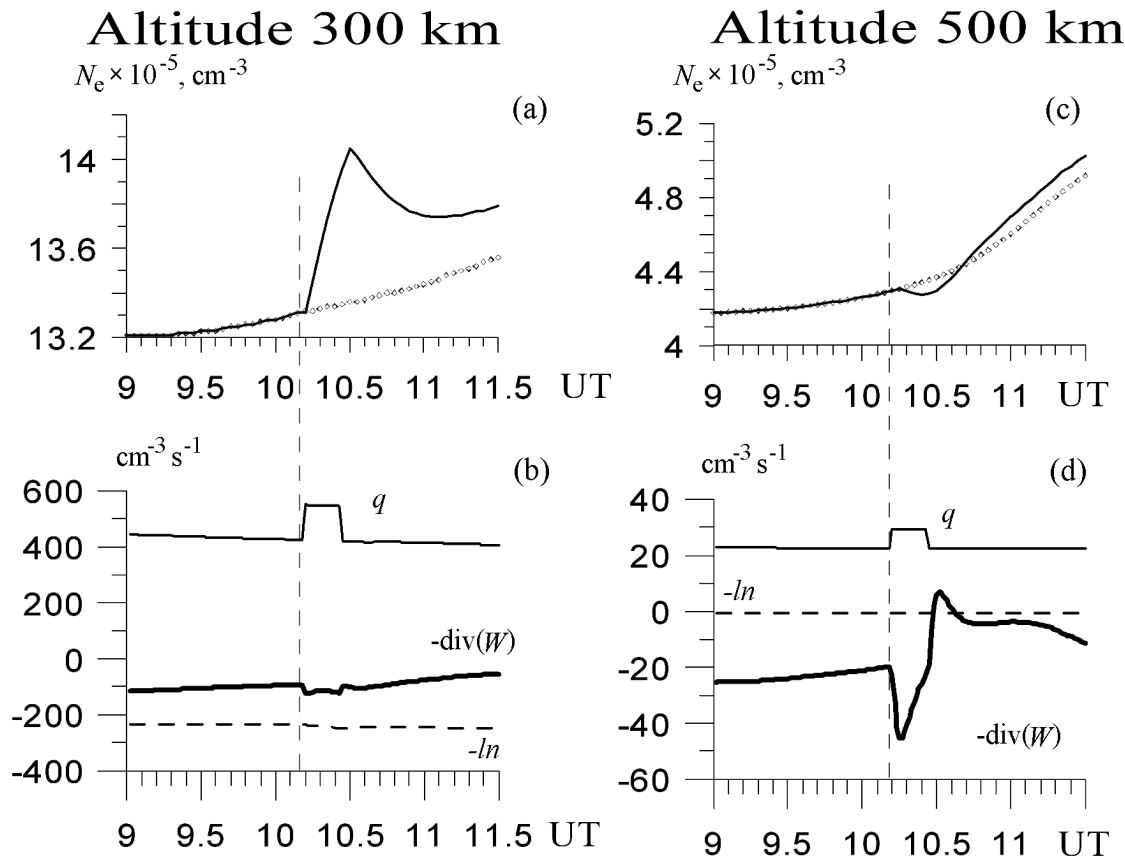 Altitude 300 km
Nₑ × 10⁻⁵, cm⁻³
(a)
14
13.6
13.2
9 9.5 10 10.5 11 11.5 UT
Altitude 500 km
Nₑ × 10⁻⁵, cm⁻³
(c)
5.2
4.8
4.4
4
9 9.5 10 10.5 11 UT
cm⁻³ s⁻¹
(b)
600
q
400
200
0
-div(W)
-200
-ln
-400
9 9.5 10 10.5 11 11.5 UT
cm⁻³ s⁻¹
(d)
40
q
20
-ln
0
-20
-40
-div(W)
-60
9 9.5 10 10.5 11 UT